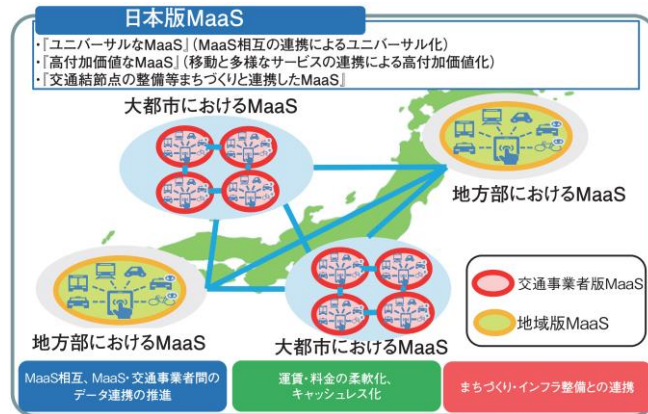 日本版MaaS
・『ユニバーサルなMaaS』(MaaS相互の連携によるユニバーサル化)
・『高付加価値なMaaS』(移動と多様なサービスの連携による高付加価値化)
・『交通結節点の整備等まちづくりと連携したMaaS』
大都市におけるMaaS
地方部におけるMaaS
地方部におけるMaaS
大都市におけるMaaS
交通事業者版MaaS
地域版MaaS
MaaS相互、MaaS・交通事業者間の
データ連携の推進
運賃・料金の柔軟化、
キャッシュレス化
まちづくり・インフラ整備との連携